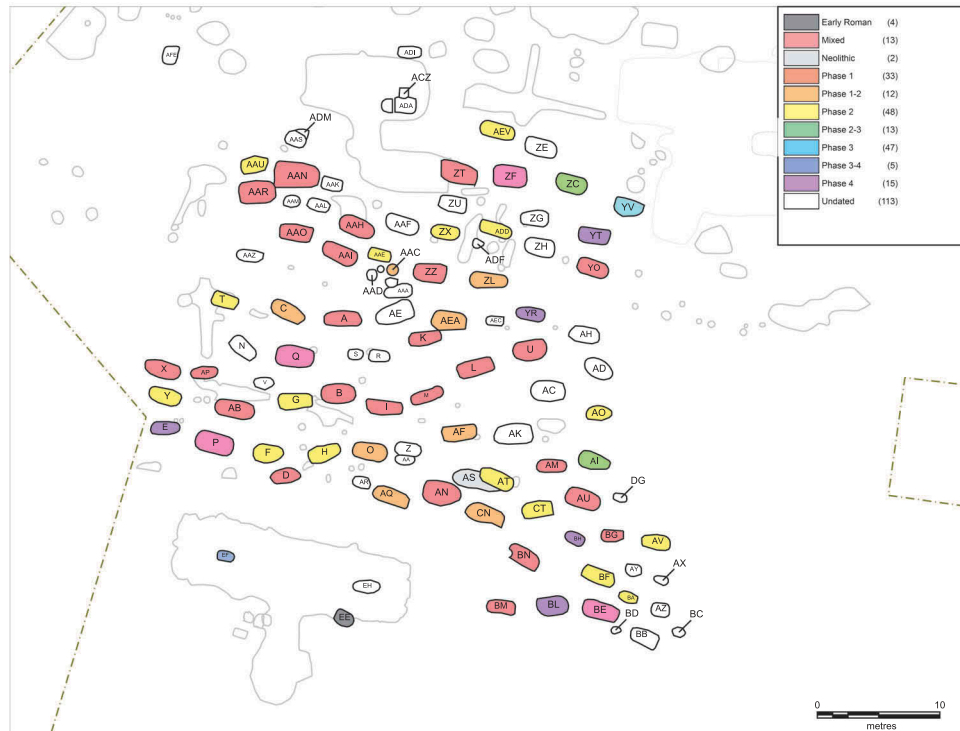 Early Roman (4)
Mixed (13)
Neolithic (2)
Phase 1 (33)
Phase 1-2 (12)
Phase 2 (48)
Phase 2-3 (13)
Phase 3 (47)
Phase 3-4 (5)
Phase 4 (15)
Undated (113)
AFE
ADI
ACZ
ADA
ADM
AAS
AEV
ZE
AAU
AAN
AAR
AAK
ZT
ZF
ZC
AAM
AAL
ZU
YV
AAO
AAH
AAF
ZX
ADD
ZG
YT
AAZ
AAI
AAE
AAC
ADF
ZH
AAD
ZZ
ZL
YO
AAA
T
C
A
AE
AEA
AEC
YR
K
AH
N
Q
S
R
U
X
AP
L
AD
V
Y
AB
G
B
I
M
AC
AO
E
P
AF
AK
F
H
O
Z
AA
D
AR
AQ
AN
AS
AT
AM
AI
CN
CT
AU
DG
BH
BG
AV
EF
BN
BF
AY
AX
EH
BA
EE
BM
BL
BE
BD
AZ
BC
BB
0 10
metres